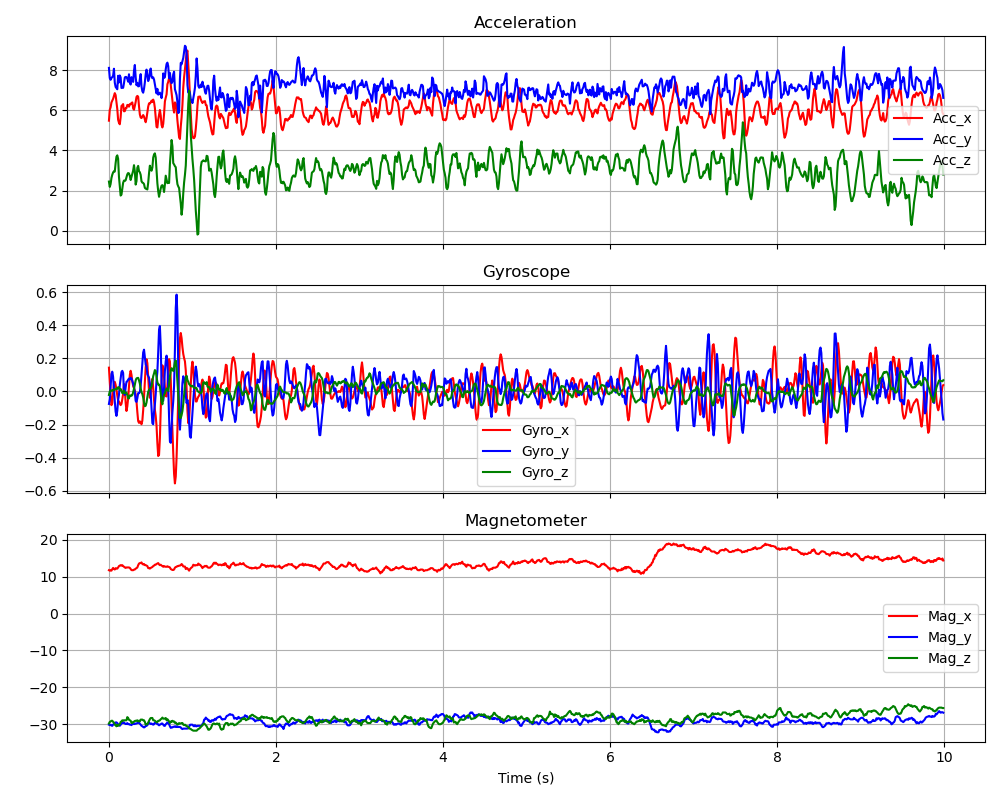 Acceleration
8
6
4
2
0
Acc_x
Acc_y
Acc_z
Gyroscope
0.6
0.4
0.2
0.0
−0.2
−0.4
−0.6
Gyro_x
Gyro_y
Gyro_z
Magnetometer
20
10
0
−10
−20
−30
Mag_x
Mag_y
Mag_z
0 2 4 6 8 10
Time (s)